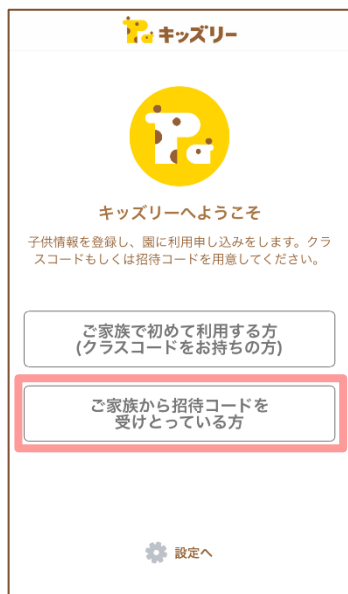 キッズリー
キッズリーへようこそ
子供情報を登録し、園に利用申し込みをします。クラ
スコードもしくは招待コードを用意してください。
ご家族で初めて利用する方
(クラスコードをお持ちの方)
ご家族から招待コードを
受けとっている方
設定へ